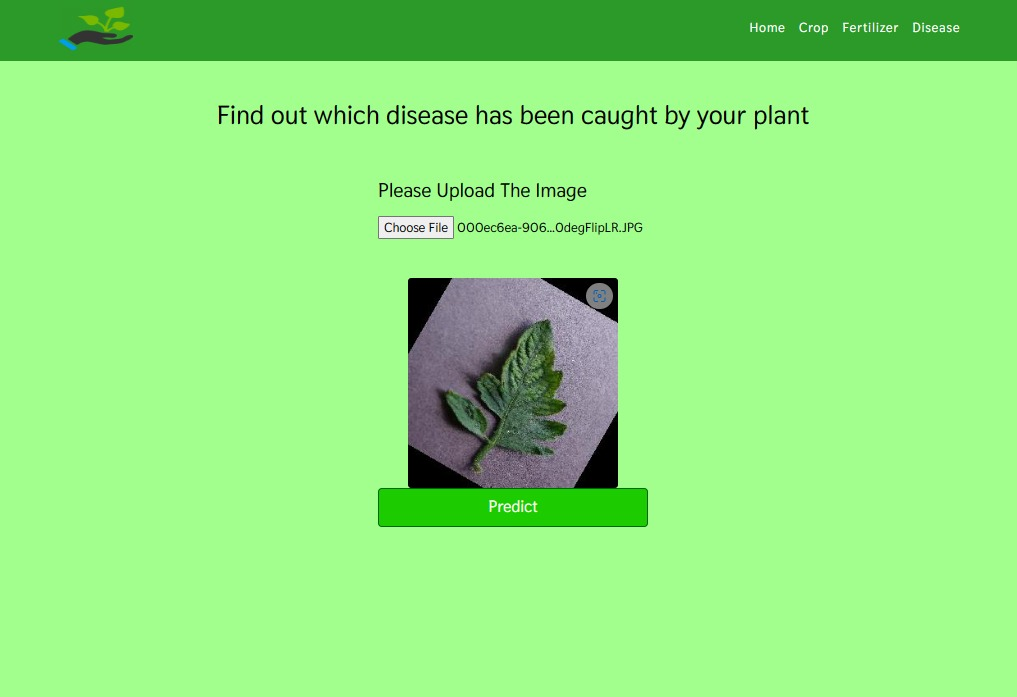 Home Crop Fertilizer Disease
Find out which disease has been caught by your plant
Please Upload The Image
Choose File 000ec6ea-906...0degFlipLR.JPG
Predict